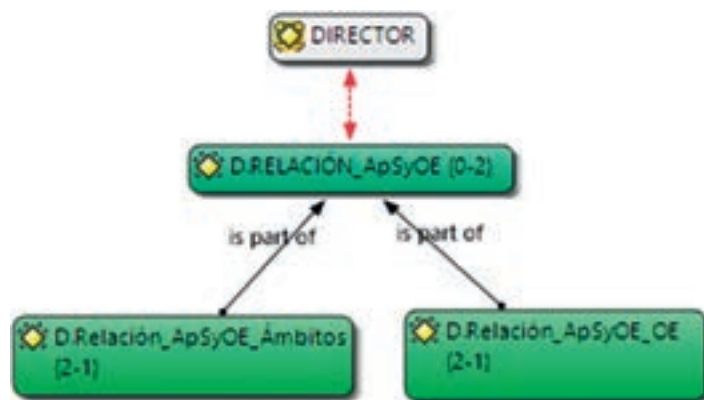 DIRECTOR
D.RELACIÓN_ApSyOE {0-2}
is part of
is part of
D.Relación_ApSyOE_Ámbitos
{2-1}
D.Relación_ApSyOE_OE
{2-1}